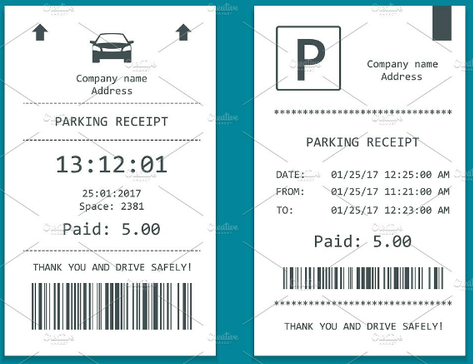 Company name
Address
PARKING RECEIPT
13:12:01
25:01:2017
Space: 2381
Paid: 5.00
THANK YOU AND DRIVE SAFELY!
P
Company name
Address
********************************
PARKING RECEIPT
DATE: 01/25/17 12:25:00 AM
FROM: 01/25/17 11:21:00 AM
TO: 01/25/17 12:23:00 AM
Paid: 5.00
********************************
THANK YOU AND DRIVE SAFELY!